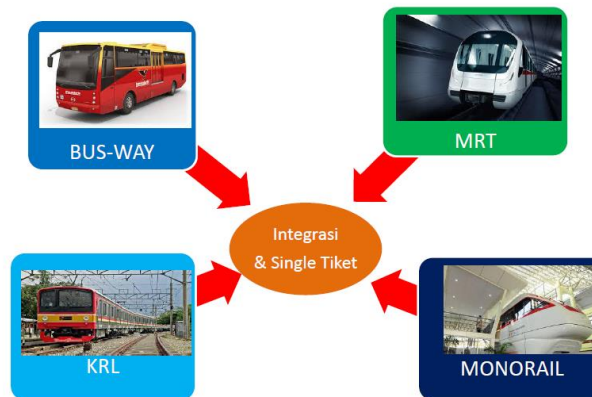 BUS-WAY
MRT
Integrasi
& Single Tiket
KRL
MONORAIL